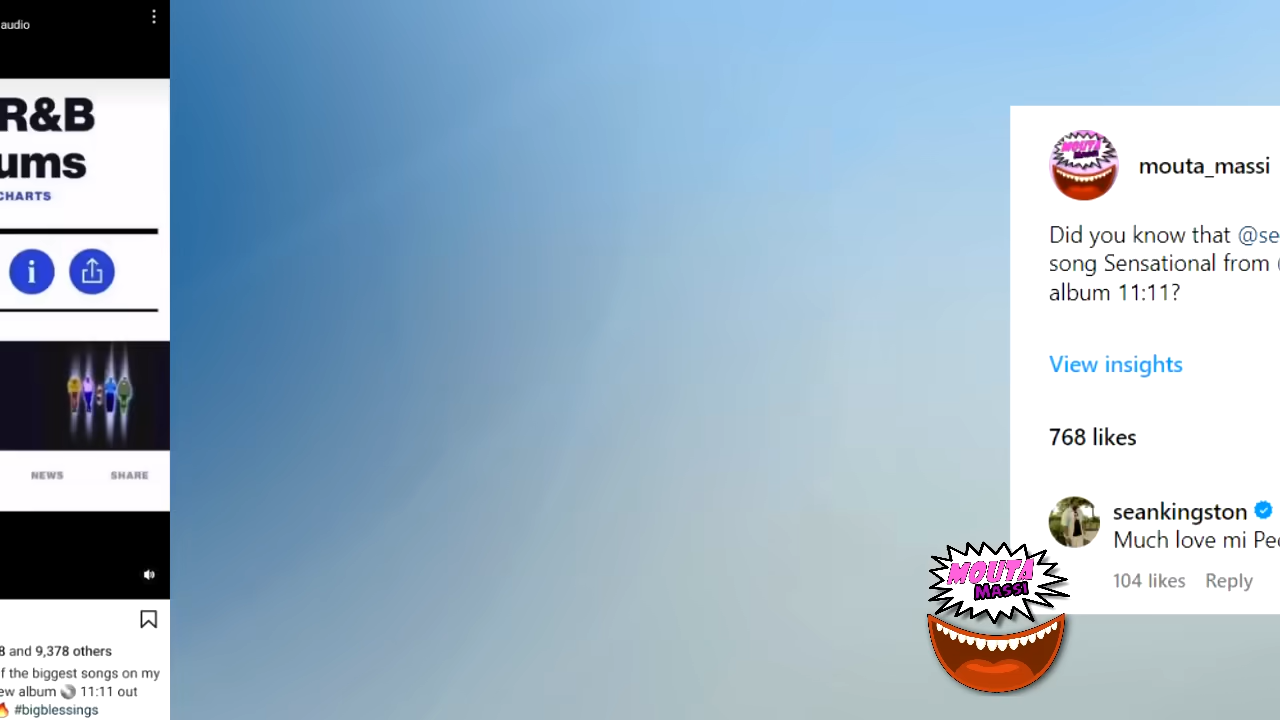 audio
R&B
ums
CHARTS
i
NEWS SHARE
8 and 9,378 others
f the biggest songs on my
ew album 11:11 out
#bigblessings
MOUTA
MASSI
mouta_massi
Did you know that @se
song Sensational from
album 11:11?
View insights
768 likes
seankingston
Much love mi Pe
104 likes Reply
MOUTA
MASSI